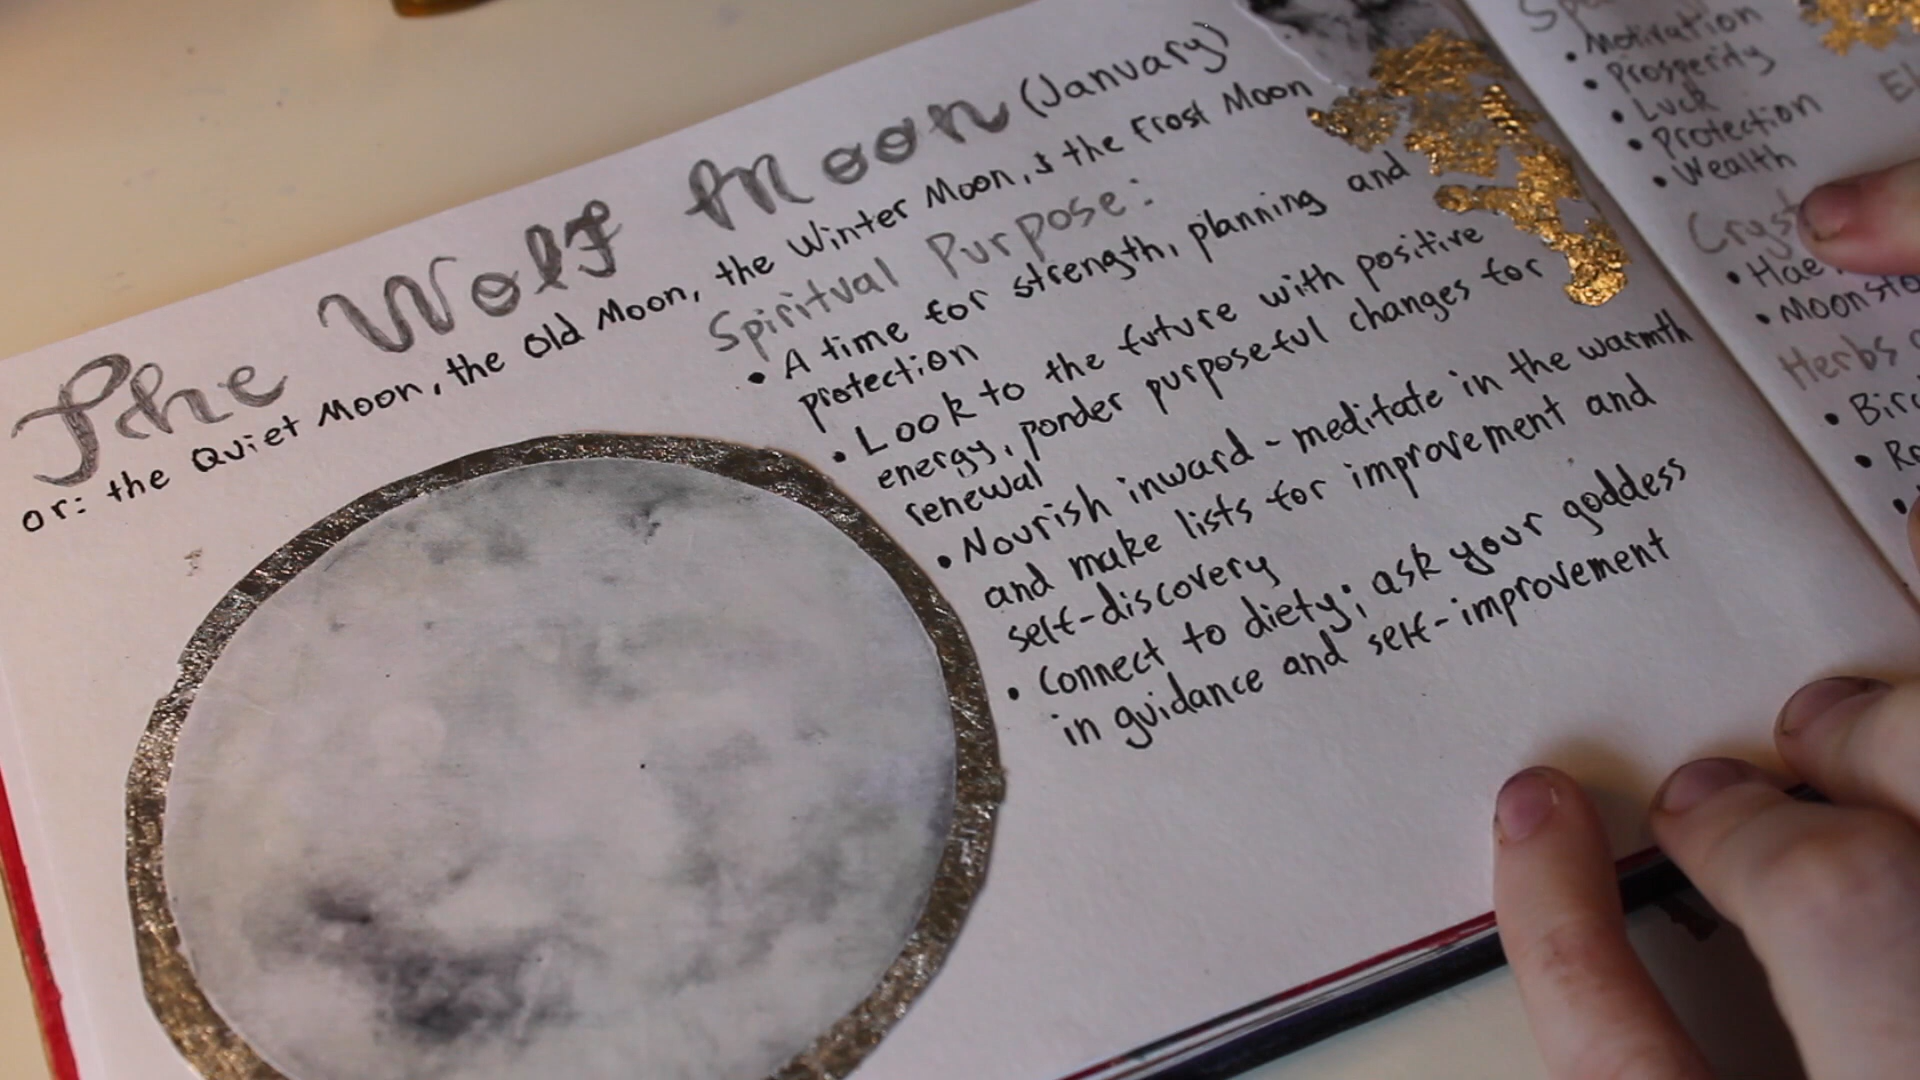 The Wolf Moon (January)
or: the Quiet Moon, the Old Moon, the Winter Moon, & the Frost Moon
Spiritual Purpose:
• A time for strength, planning and
protection
• Look to the future with positive
energy, ponder purposeful changes for
renewal
• Nourish inward - meditate in the warmth
and make lists for improvement and
self-discovery
• Connect to diety; ask your goddess
in guidance and self-improvement
• Motivation
• Prosperity
• Luck
• Protection
• Wealth
Herbs